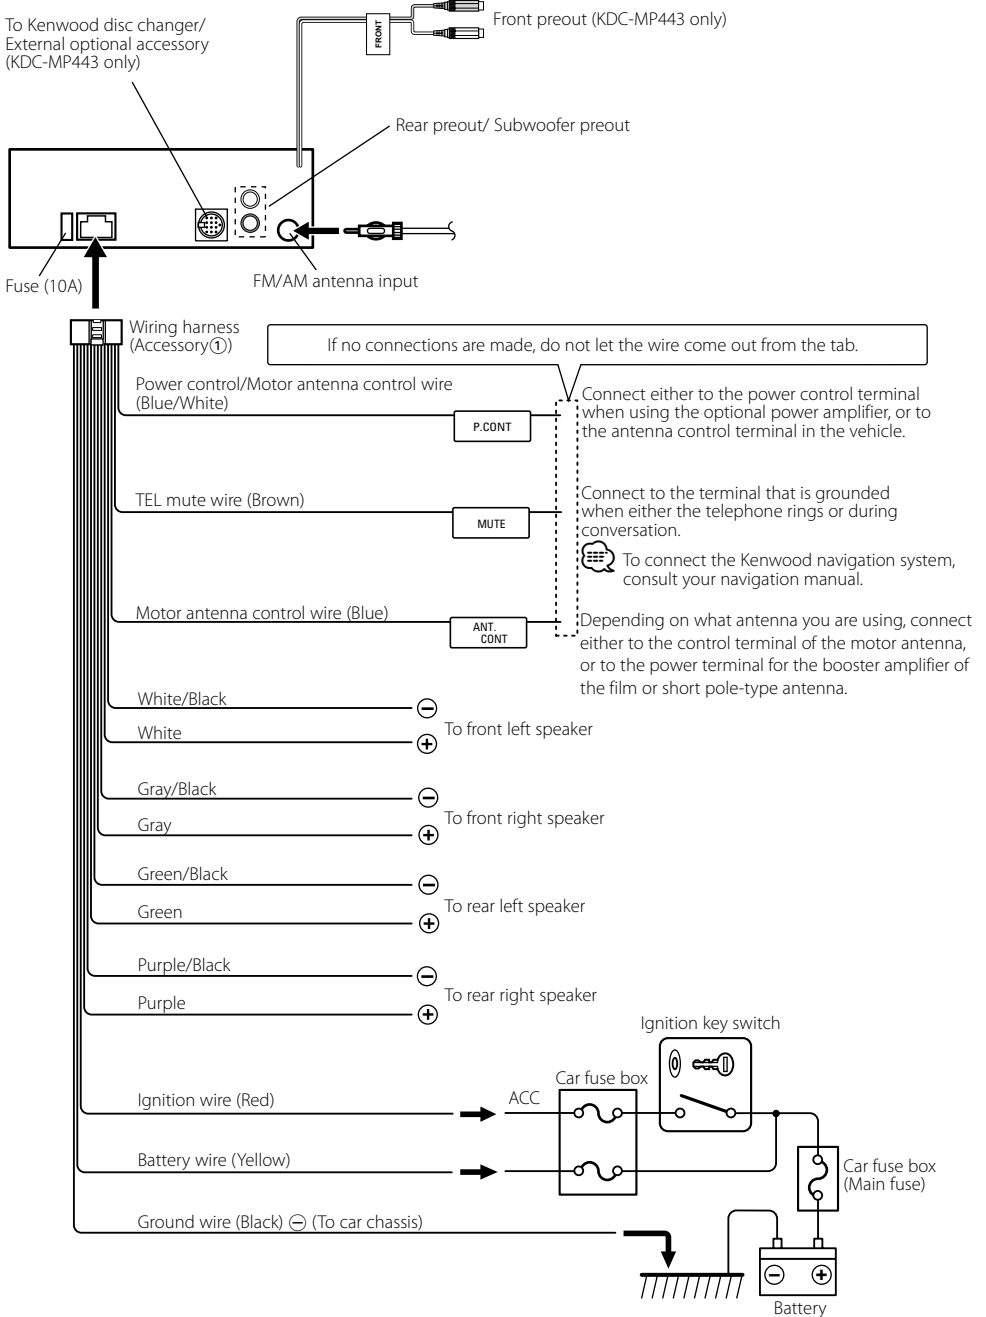 To Kenwood disc changer/
External optional accessory
(KDC-MP443 only)
FRONT
Front preout (KDC-MP443 only)
Rear preout/ Subwoofer preout
Fuse (10A)
FM/AM antenna input
Wiring harness
(Accessory①)
If no connections are made, do not let the wire come out from the tab.
Power control/Motor antenna control wire
(Blue/White)
P.CONT
Connect either to the power control terminal
when using the optional power amplifier, or to
the antenna control terminal in the vehicle.
TEL mute wire (Brown)
MUTE
Connect to the terminal that is grounded
when either the telephone rings or during
conversation.
To connect the Kenwood navigation system,
consult your navigation manual.
Motor antenna control wire (Blue)
ANT.
CONT
Depending on what antenna you are using, connect
either to the control terminal of the motor antenna,
or to the power terminal for the booster amplifier of
the film or short pole-type antenna.
White/Black
⊖
White
⊕
To front left speaker
Gray/Black
⊖
Gray
⊕
To front right speaker
Green/Black
⊖
Green
⊕
To rear left speaker
Purple/Black
⊖
Purple
⊕
To rear right speaker
Ignition key switch
Car fuse box
Ignition wire (Red)
ACC
Battery wire (Yellow)
Car fuse box
(Main fuse)
Ground wire (Black) ⊖ (To car chassis)
⊖ ⊕
Battery